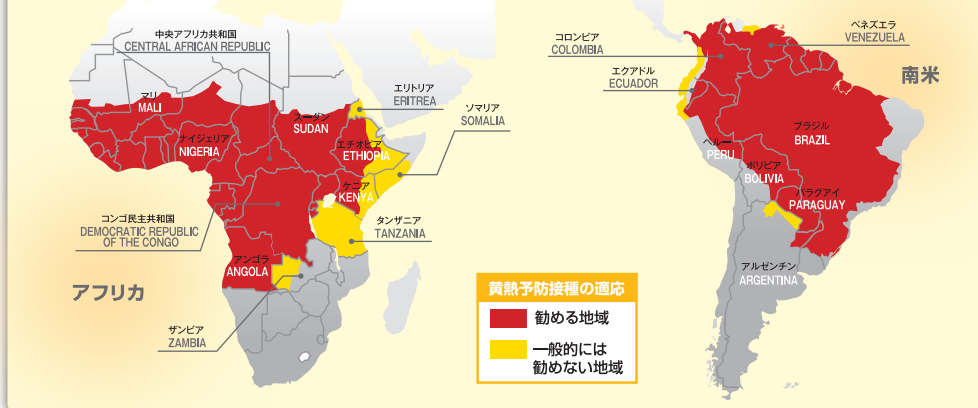 中央アフリカ共和国
CENTRAL AFRICAN REPUBLIC
マリ
MALI
ナイジェリア
NIGERIA
スーダン
SUDAN
エリトリア
ERITREA
ソマリア
SOMALIA
エチオピア
ETHIOPIA
ケニア
KENYA
コンゴ民主共和国
DEMOCRATIC REPUBLIC
OF THE CONGO
タンザニア
TANZANIA
アンゴラ
ANGOLA
アフリカ
ザンビア
ZAMBIA
黄熱予防接種の適応
勧める地域
一般的には
勧めない地域
コロンビア
COLOMBIA
ベネズエラ
VENEZUELA
エクアドル
ECUADOR
南米
ブラジル
BRAZIL
ペルー
PERU
ボリビア
BOLIVIA
パラグアイ
PARAGUAY
アルゼンチン
ARGENTINA